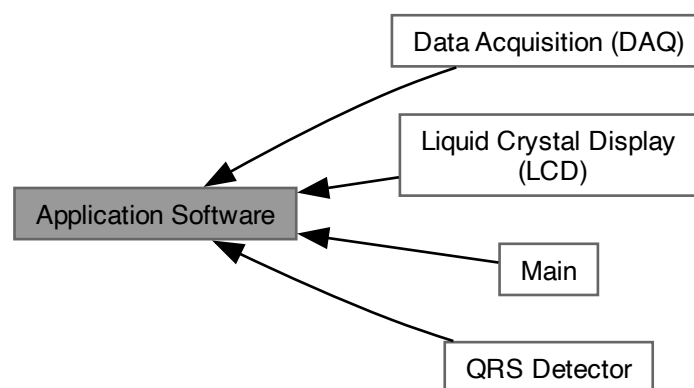 Data Acquisition (DAQ)
Liquid Crystal Display
(LCD)
Application Software
Main
QRS Detector